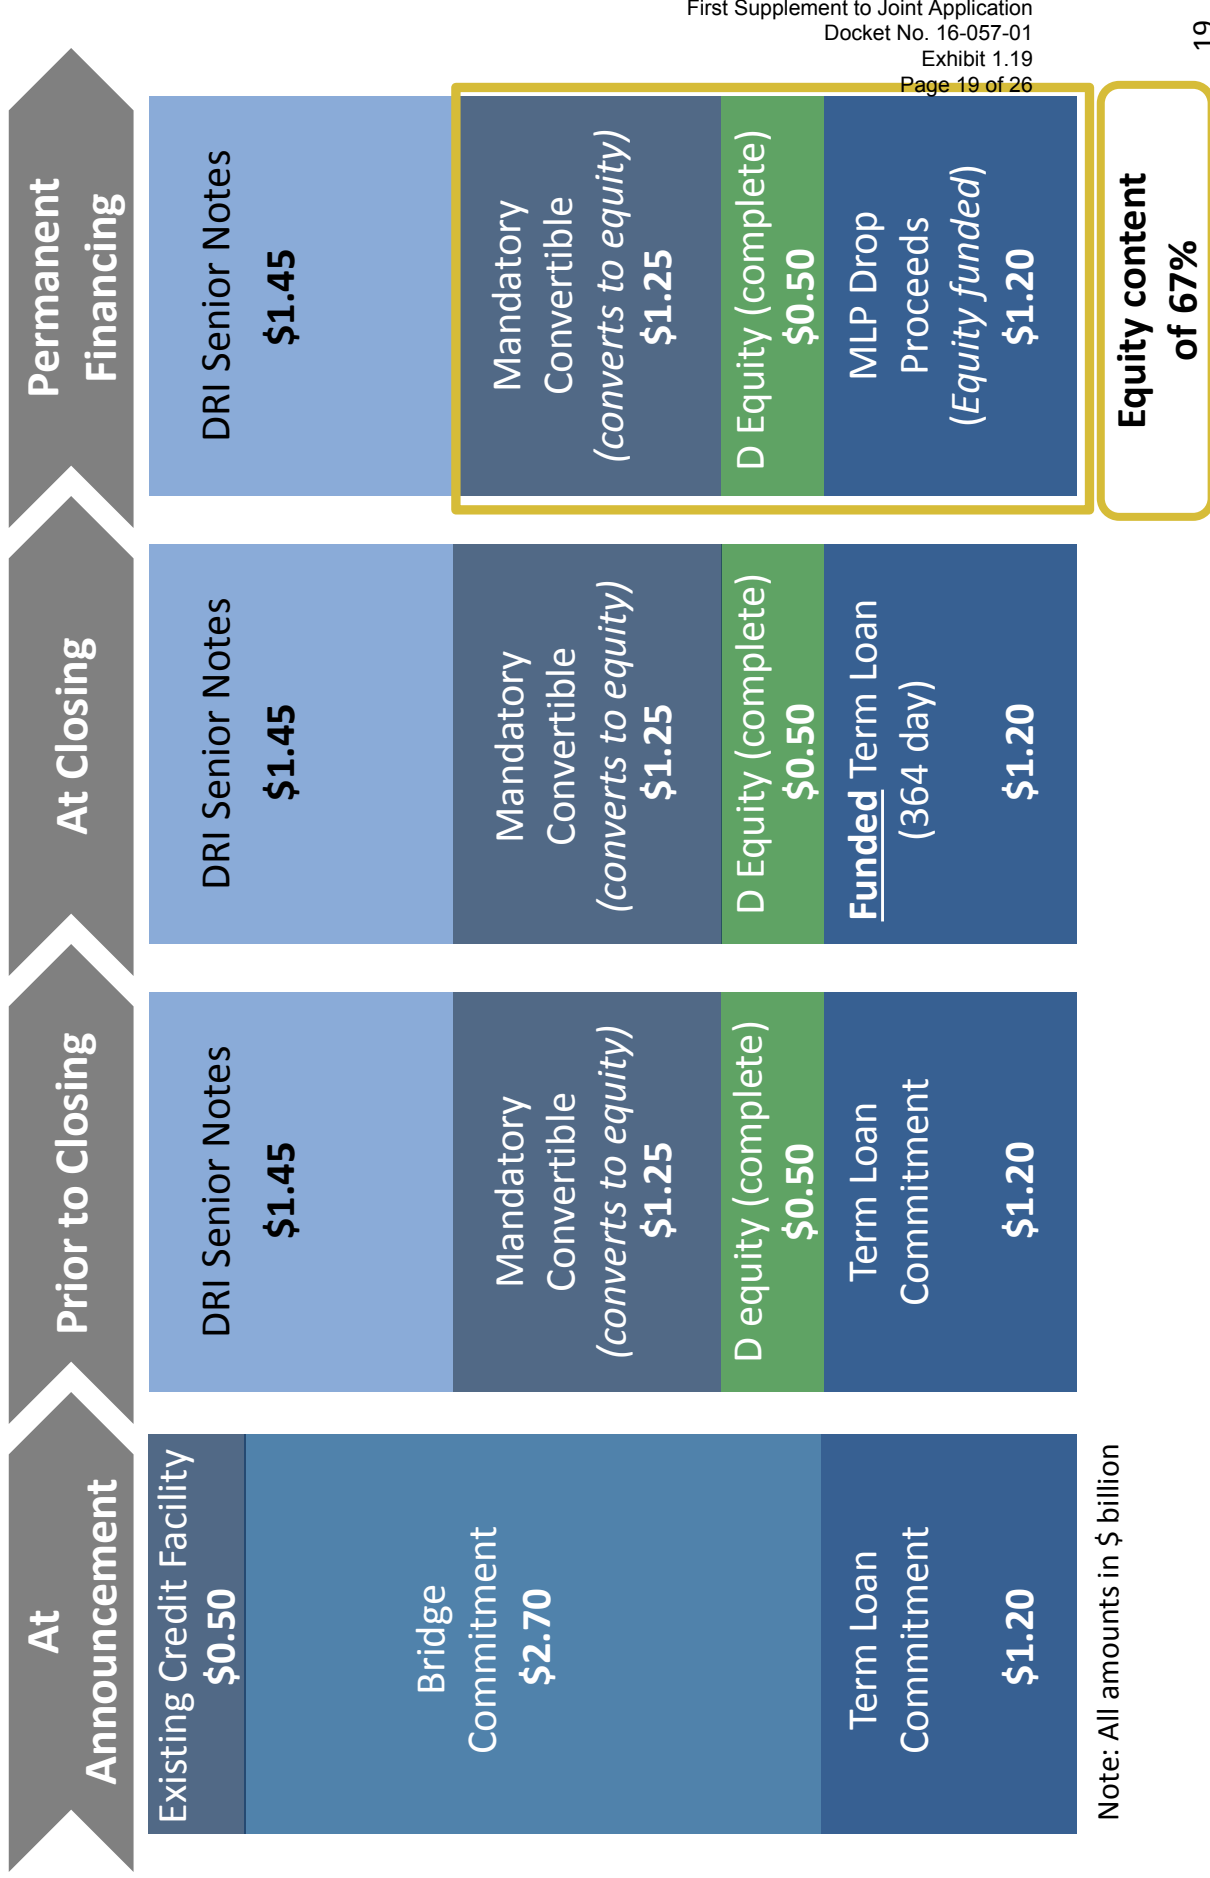 First Supplement to Joint Application
Docket No. 16-057-01
Exhibit 1.19
Page 19 of 26
At
Announcement
Prior to Closing
At Closing
Permanent
Financing
Existing Credit Facility
$0.50
Bridge
Commitment
$2.70
Term Loan
Commitment
$1.20
DRI Senior Notes
$1.45
Mandatory
Convertible
(converts to equity)
$1.25
D equity (complete)
$0.50
Term Loan
Commitment
$1.20
DRI Senior Notes
$1.45
Mandatory
Convertible
(converts to equity)
$1.25
D Equity (complete)
$0.50
Funded Term Loan
(364 day)
$1.20
DRI Senior Notes
$1.45
Mandatory
Convertible
(converts to equity)
$1.25
D Equity (complete)
$0.50
MLP Drop
Proceeds
(Equity funded)
$1.20
Equity content
of 67%
Note: All amounts in $ billion
19